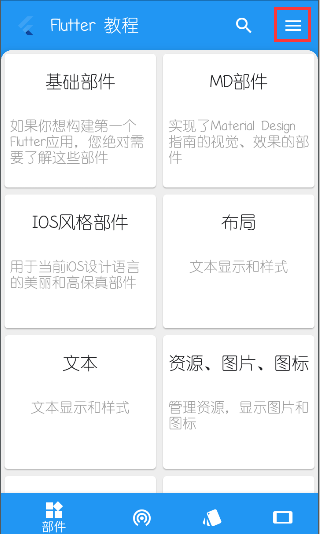 Flutter 教程
基础部件
如果你想构建第一个
Flutter应用，您绝对需
要了解这些部件
MD部件
实现了Material Design
指南的视觉、效果的部
件
IOS风格部件
用于当前iOS设计语言
的美丽和高保真部件
布局
文本显示和样式
文本
文本显示和样式
资源、图片、图标
管理资源，显示图片和
图标
部件